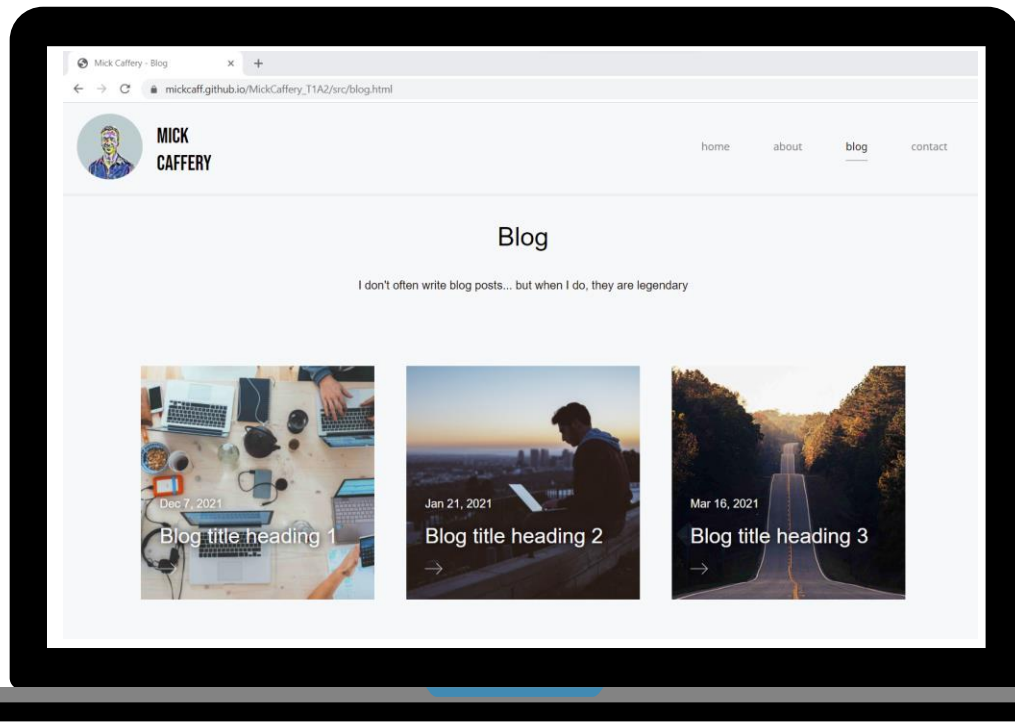 Mick Caffery - Blog
mickcaff.github.io/MickCaffery_T1A2/src/blog.html
MICK
CAFFERY
home about blog contact
Blog
I don't often write blog posts... but when I do, they are legendary
Dec 7, 2021
Blog title heading 1
Jan 21, 2021
Blog title heading 2
Mar 16, 2021
Blog title heading 3